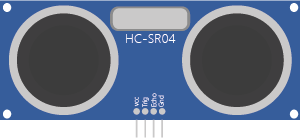 HC-SR04
vcc
Trig
Echo
Gnd